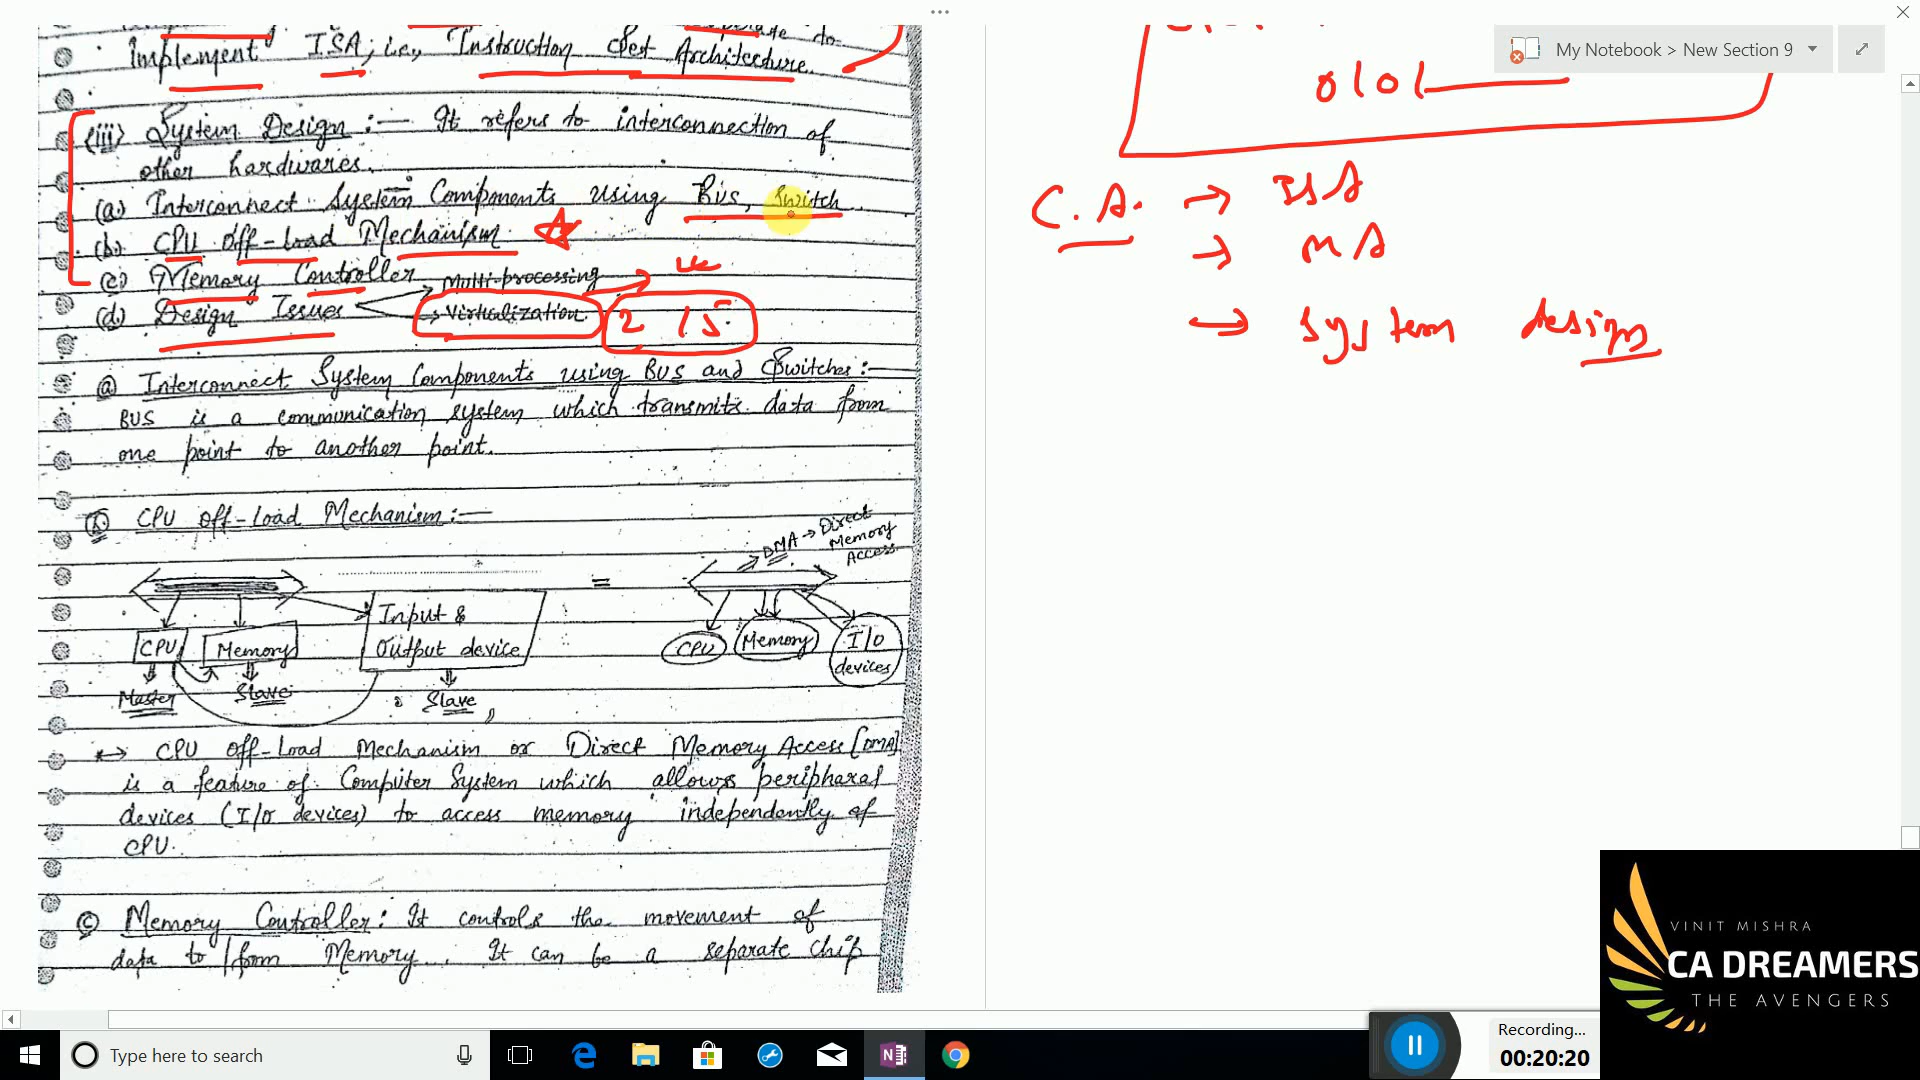 Implement ISA; i.e., Instruction Set Architecture.
(iii) System Design :— It refers to interconnection of
other hardwares.
(a) Interconnect System Components using Bus, Switch
(b) CPU Off-load Mechanism
(c) Memory Controller
(d) Design Issues
Multi-processing
Virtualization
2 15.
(a) Interconnect System Components using BUS and Switches :—
BUS is a communication system, which transmits data from
one point to another point.
(b) CPU off-load Mechanism :—
DMA → Direct
Memory
Access
=
CPU
Memory
Input &
Output device
Master
Slave
Slave
CPU
Memory
I/O
devices
→ CPU off-load Mechanism or Direct Memory Access [DMA]
is a feature of Computer System which allows peripharal
devices (I/O devices) to access memory independently of
CPU.
(c) Memory Controller: It controls the movement of
data to/from Memory. It can be a separate chip
0101
C.A. → ISA
→ MA
→ System design
My Notebook > New Section 9
VINIT MISHRA
CA DREAMERS
THE AVENGERS
Type here to search
Recording...
00:20:20